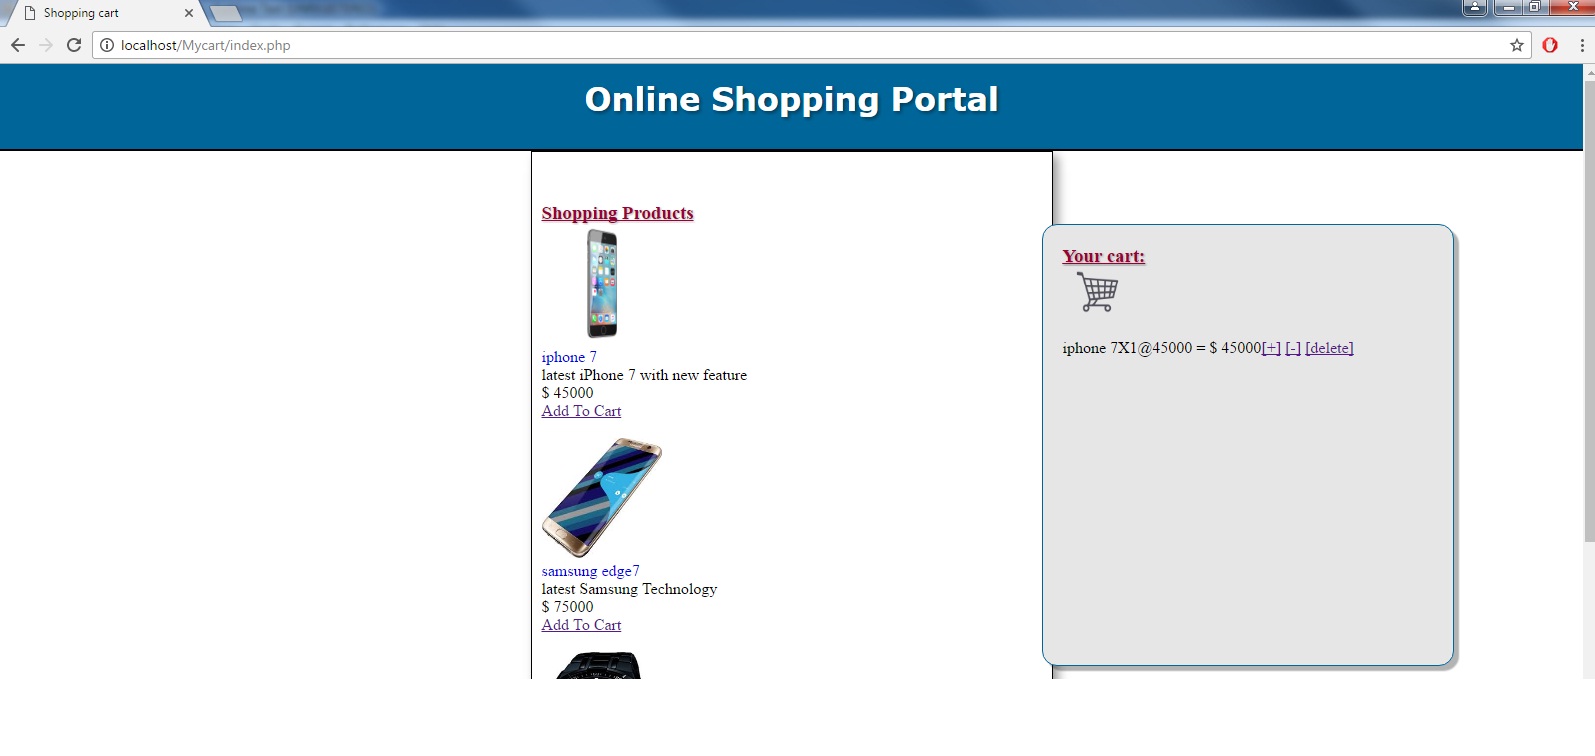 Shopping cart
localhost/Mycart/index.php
Online Shopping Portal
Shopping Products
iphone 7
latest iPhone 7 with new feature
$ 45000
Add To Cart
samsung edge7
latest Samsung Technology
$ 75000
Add To Cart
Your cart:
iphone 7X1@45000 = $ 45000[+] [-] [delete]